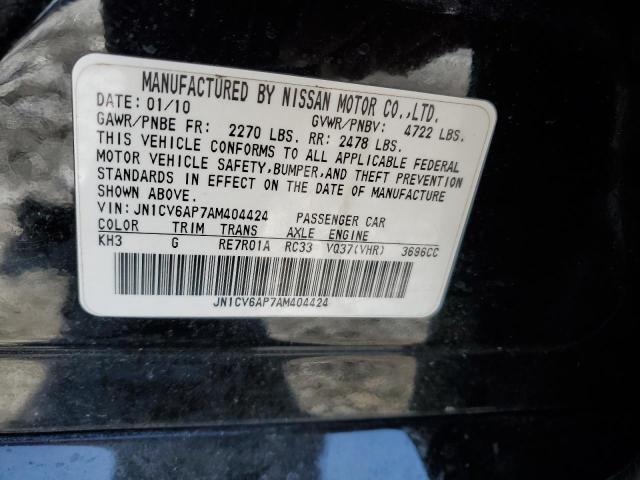 MANUFACTURED BY NISSAN MOTOR CO.,LTD.
DATE: 01/10 GVWR/PNBV: 4722 LBS.
GAWR/PNBE FR: 2270 LBS. RR: 2478 LBS.
THIS VEHICLE CONFORMS TO ALL APPLICABLE FEDERAL
MOTOR VEHICLE SAFETY,BUMPER,AND THEFT PREVENTION
STANDARDS IN EFFECT ON THE DATE OF MANUFACTURE
SHOWN ABOVE.
VIN: JN1CV6AP7AM404424 PASSENGER CAR
COLOR TRIM TRANS AXLE ENGINE
KH3 G RE7R01A RC33 VQ37(VHR) 3696CC
JN1CV6AP7AM404424